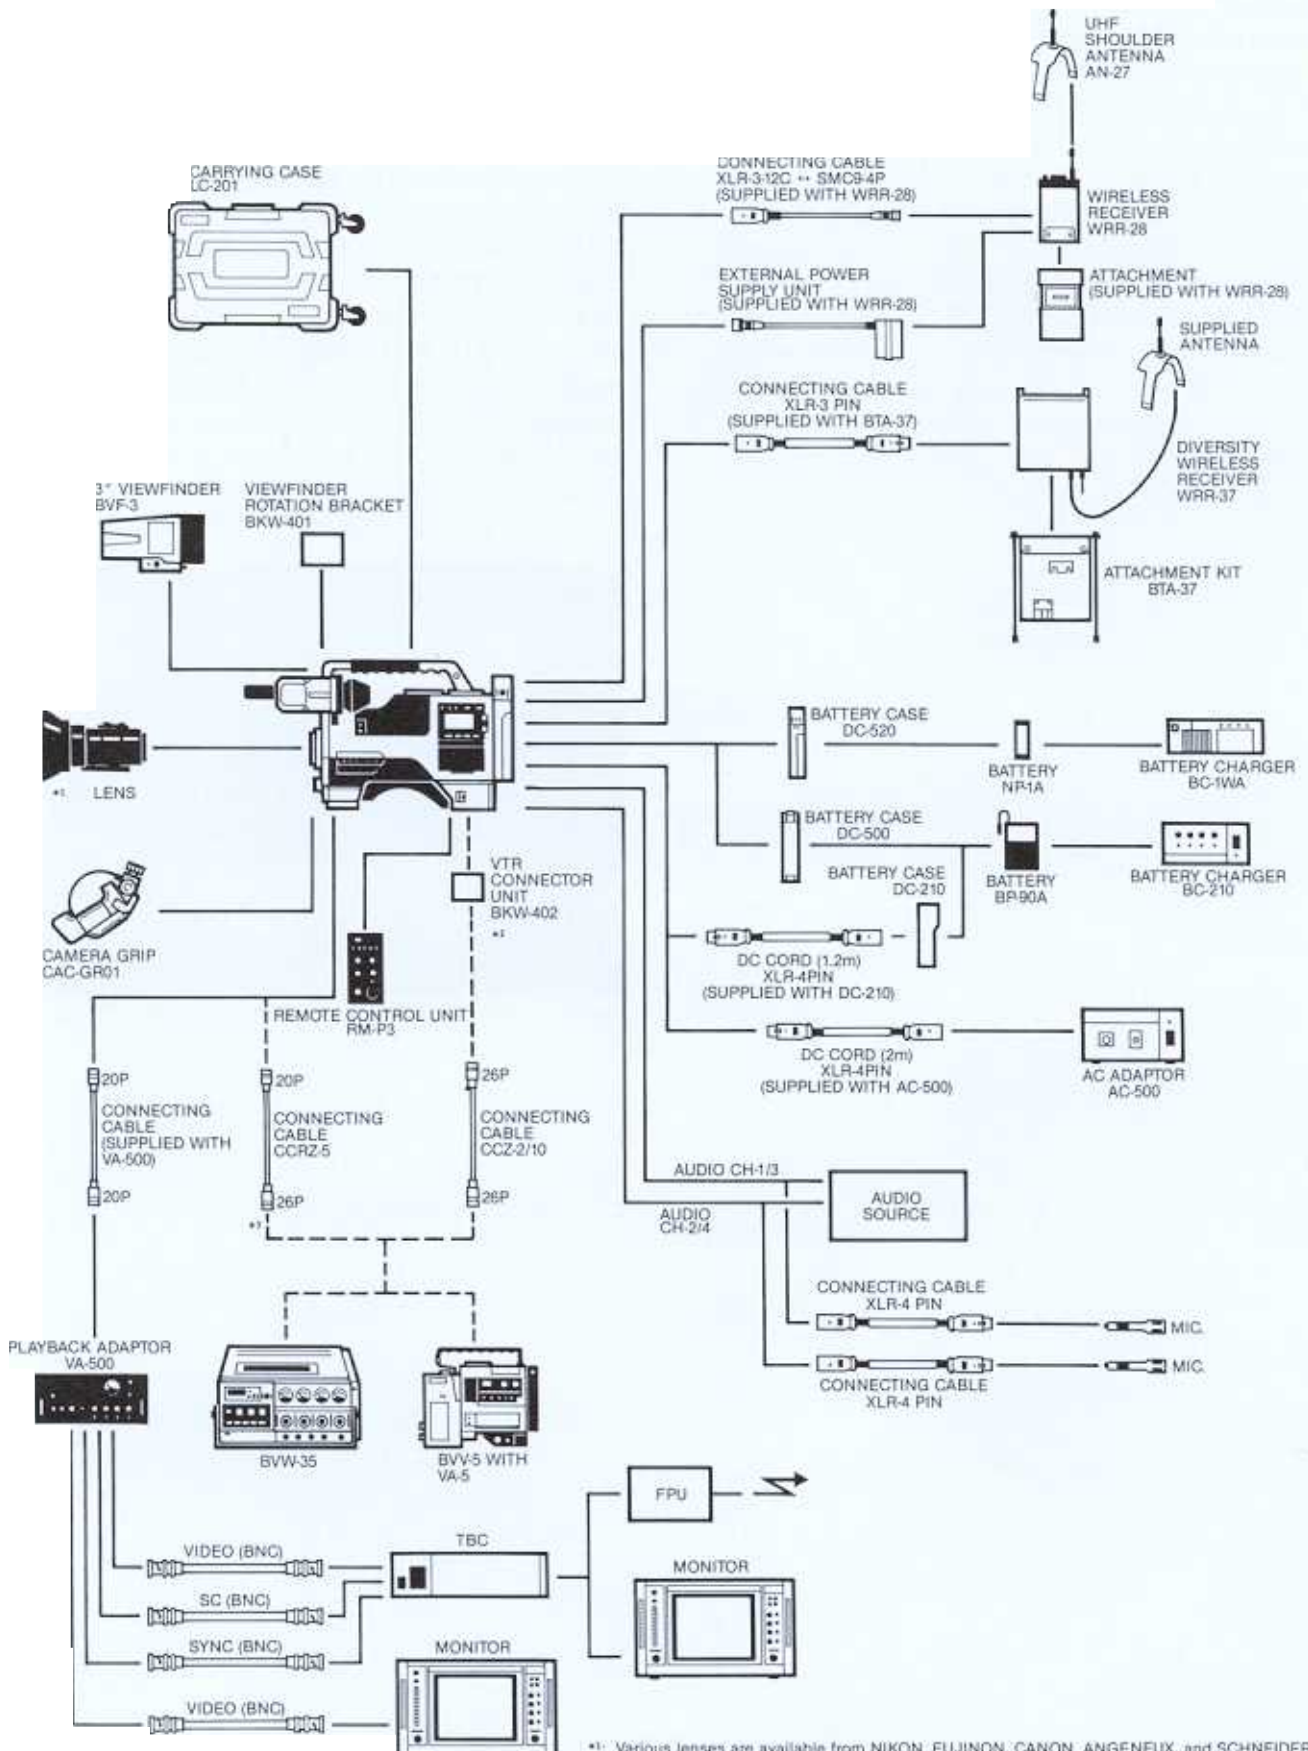 UHF
SHOULDER
ANTENNA
AN-27
CARRYING CASE
LC-201
CONNECTING CABLE
XLR-3-12C ↔ SMC9-4P
(SUPPLIED WITH WRR-28)
WIRELESS
RECEIVER
WRR-28
EXTERNAL POWER
SUPPLY UNIT
(SUPPLIED WITH WRR-28)
ATTACHMENT
(SUPPLIED WITH WRR-28)
SUPPLIED
ANTENNA
CONNECTING CABLE
XLR-3 PIN
(SUPPLIED WITH BTA-37)
DIVERSITY
WIRELESS
RECEIVER
WRR-37
3" VIEWFINDER
BVF-3
VIEWFINDER
ROTATION BRACKET
BKW-401
ATTACHMENT KIT
BTA-37
BATTERY CASE
DC-520
BATTERY
NP-1A
BATTERY CHARGER
BC-1WA
*1 LENS
BATTERY CASE
DC-500
BATTERY CASE
DC-210
BATTERY
BP-90A
BATTERY CHARGER
BC-210
VTR
CONNECTOR
UNIT
BKW-402
CAMERA GRIP
CAC-GR01
DC CORD (1.2m)
XLR-4PIN
(SUPPLIED WITH DC-210)
REMOTE CONTROL UNIT
RM-P3
DC CORD (2m)
XLR-4PIN
(SUPPLIED WITH AC-500)
AC ADAPTOR
AC-500
20P
20P
26P
CONNECTING
CABLE
(SUPPLIED WITH
VA-500)
CONNECTING
CABLE
CCRZ-5
CONNECTING
CABLE
CCZ-2/10
20P
26P
26P
AUDIO CH-1/3
AUDIO
CH-2/4
AUDIO
SOURCE
CONNECTING CABLE
XLR-4 PIN
MIC.
MIC.
CONNECTING CABLE
XLR-4 PIN
PLAYBACK ADAPTOR
VA-500
BVW-35
BVV-5 WITH
VA-5
FPU
TBC
MONITOR
VIDEO (BNC)
SC (BNC)
SYNC (BNC)
MONITOR
VIDEO (BNC)
*1: Various lenses are available from NIKON, FUJINON, CANON, ANGENEUX, and SCHNEIDER